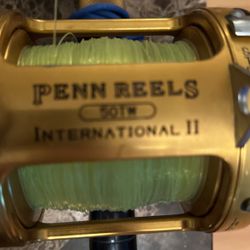 PENN REELS
50TW
INTERNATIONAL II